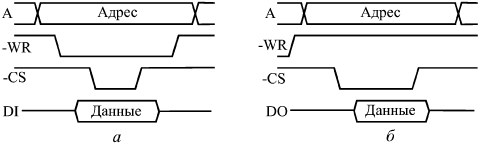 А Адрес А Адрес
-WR -WR
-CS -CS
DI Данные DO Данные
а б